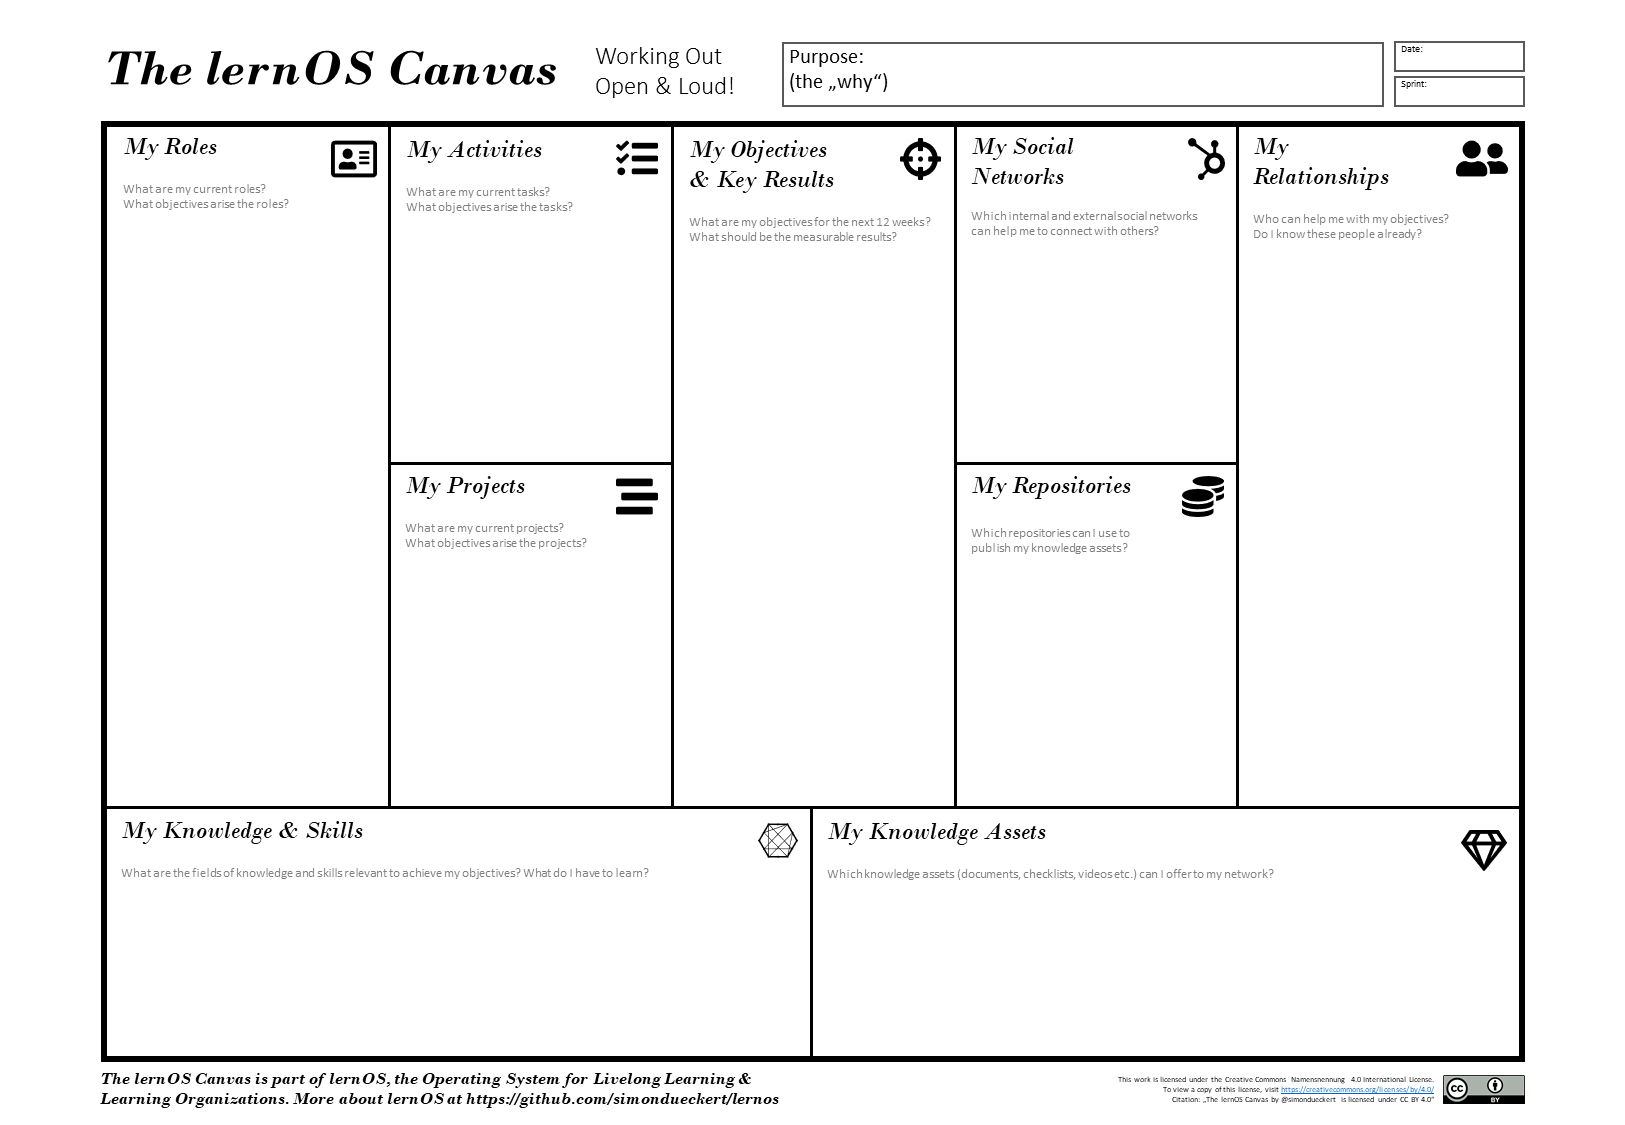 The lernOS Canvas
Working Out
Open & Loud!
Purpose:
(the „why“)
Date:
Sprint:
My Roles
What are my current roles?
What objectives arise the roles?
My Activities
What are my current tasks?
What objectives arise the tasks?
My Projects
What are my current projects?
What objectives arise the projects?
My Objectives
& Key Results
What are my objectives for the next 12 weeks?
What should be the measurable results?
My Social
Networks
Which internal and external social networks
can help me to connect with others?
My Repositories
Which repositories can I use to
publish my knowledge assets?
My
Relationships
Who can help me with my objectives?
Do I know these people already?
My Knowledge & Skills
What are the fields of knowledge and skills relevant to achieve my objectives? What do I have to learn?
My Knowledge Assets
Which knowledge assets (documents, checklists, videos etc.) can I offer to my network?
The lernOS Canvas is part of lernOS, the Operating System for Livelong Learning &
Learning Organizations. More about lernOS at https://github.com/simondueckert/lernos
This work is licensed under the Creative Commons Namensnennung 4.0 International License.
To view a copy of this license, visit https://creativecommons.org/licenses/by/4.0/
Citation: „The lernOS Canvas by @simondueckert is licensed under CC BY 4.0“
CC
BY